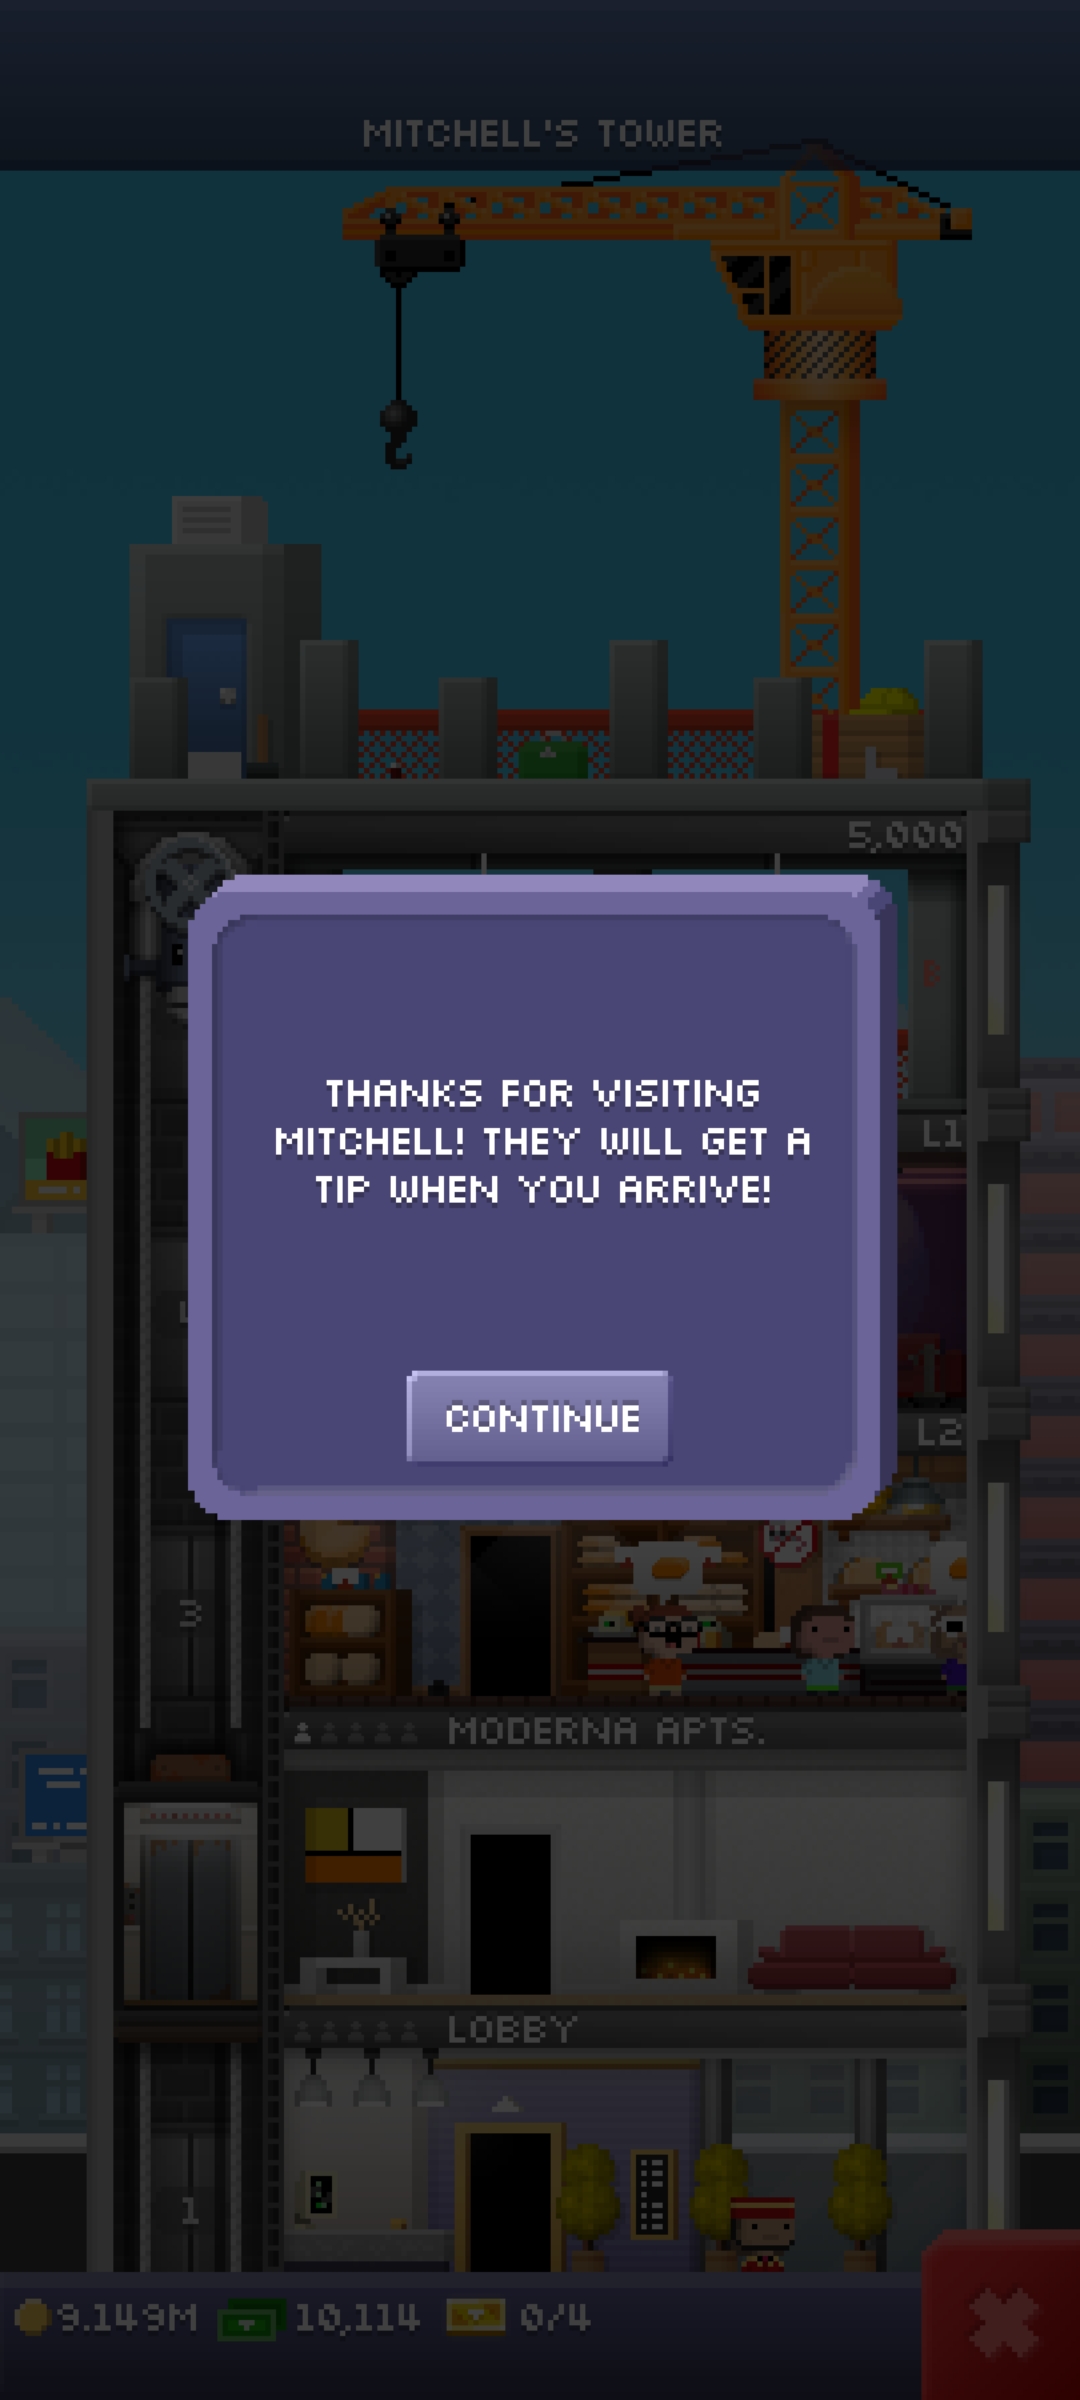 MITCHELL'S TOWER
5,000
L1
THANKS FOR VISITING
MITCHELL! THEY WILL GET A
TIP WHEN YOU ARRIVE!
CONTINUE
L2
3
MODERNA APTS.
LOBBY
1
9.149M 10,114 0/4